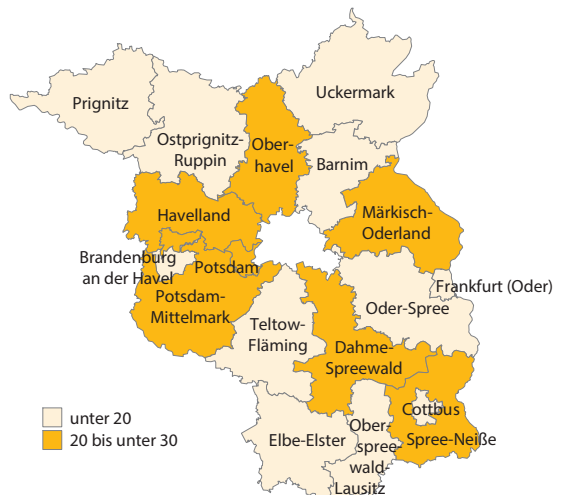 Prignitz
Uckermark
Ostprignitz-
Ruppin
Ober-
havel
Barnim
Havelland
Märkisch-
Oderland
Brandenburg
an der Havel
Potsdam
Potsdam-
Mittelmark
Frankfurt (Oder)
Oder-Spree
Teltow-
Fläming
Dahme-
Spreewald
Cottbus
Spree-Neiße
Elbe-Elster
Ober-
spree-
wald-
Lausitz
unter 20
20 bis unter 30